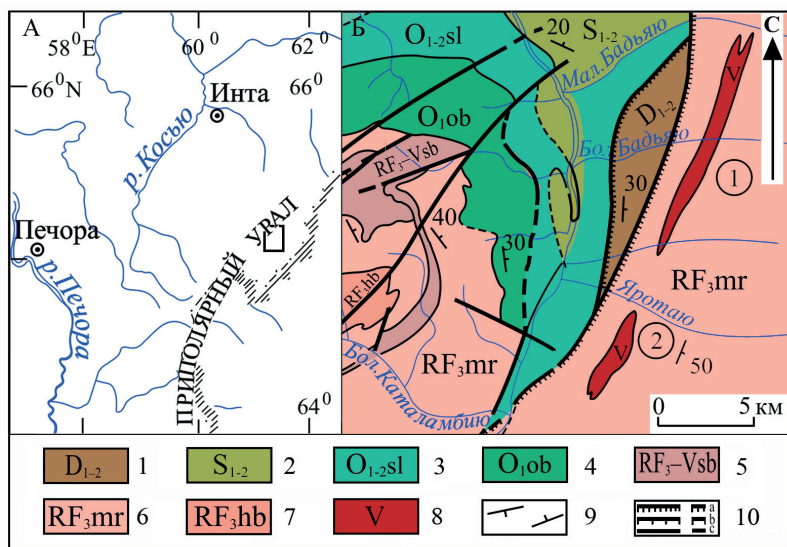 А
58⁰E
60
62
66⁰N
66⁰
Инта
р.Косью
Печора
р.Печора
ПРИПОЛЯРНЫЙ УРАЛ
64⁰
Б
O₁₋₂sl
20
S₁₋₂
Мал.Бадьяю
С
O₁ob
D₁₋₂
V
RF₃–Vsb
Бол.Бадьяю
1
40
30
30
RF₃hb
RF₃mr
Яротаю
RF₃mr
V
2
50
Бол.Каталамбию
0 5 км
D₁₋₂ 1 S₁₋₂ 2 O₁₋₂sl 3 O₁ob 4 RF₃–Vsb 5
RF₃mr 6 RF₃hb 7 V 8 9 a b c 10